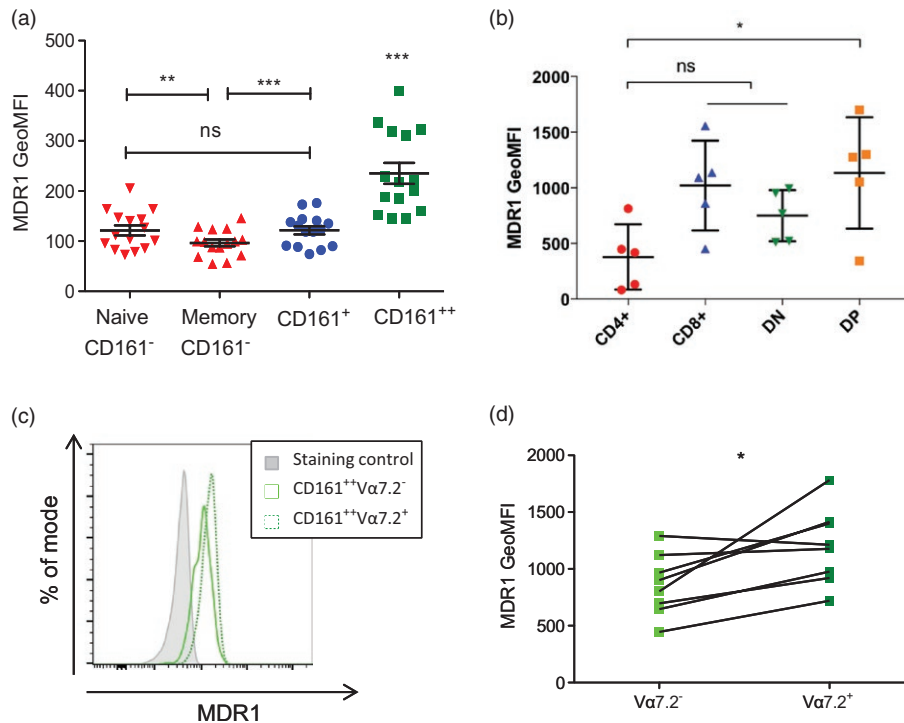 (a)
MDR1 GeoMFI
500
400
300
200
100
0
**
***
***
ns
Naive CD161⁻
Memory CD161⁻
CD161⁺
CD161⁺⁺
(b)
MDR1 GeoMFI
2000
1500
1000
500
0
*
ns
CD4+
CD8+
DN
DP
(c)
% of mode
Staining control
CD161⁺⁺Vα7.2⁻
CD161⁺⁺Vα7.2⁺
MDR1
(d)
MDR1 GeoMFI
2000
1500
1000
500
0
*
Vα7.2⁻
Vα7.2⁺